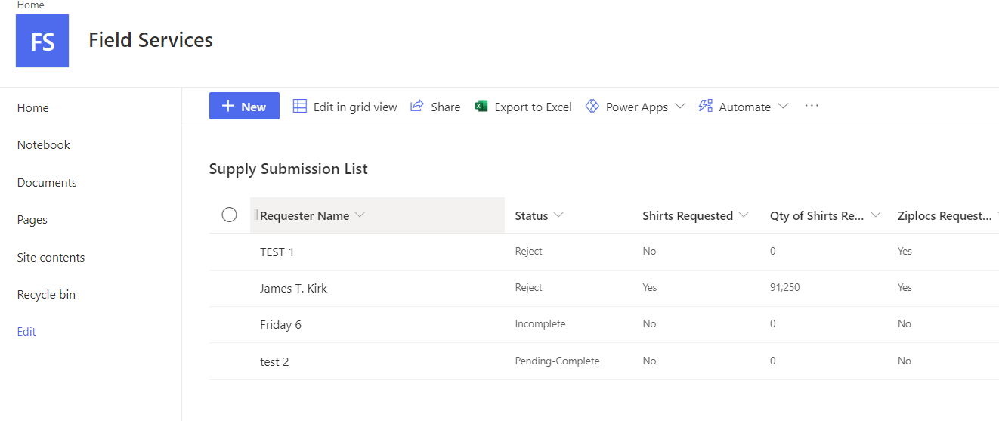 Home
FS
Field Services
Home
Notebook
Documents
Pages
Site contents
Recycle bin
Edit
New Edit in grid view Share Export to Excel Power Apps Automate ...
Supply Submission List
Requester Name Status Shirts Requested Qty of Shirts Re... Ziplocs Request...
TEST 1 Reject No 0 Yes
James T. Kirk Reject Yes 91,250 Yes
Friday 6 Incomplete No 0 No
test 2 Pending-Complete No 0 No